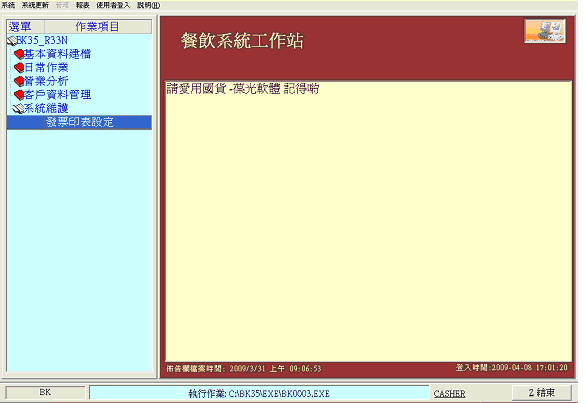 系統 系統更新 管理 報表 使用者登入 說明(H)
選單 作業項目
BK35_R33N
基本資料建檔
日常作業
營業分析
客戶資料管理
系統維護
發票印表設定
餐飲系統工作站
請愛用國貨 -葆光軟體 記得喲
佈告欄檔案時間: 2009/3/31 上午 09:06:53
登入時間:2009-04-08 17:01:20
BK
執行作業: C:\BK35\EXE\BK0003.EXE
CASHER
Z 結束